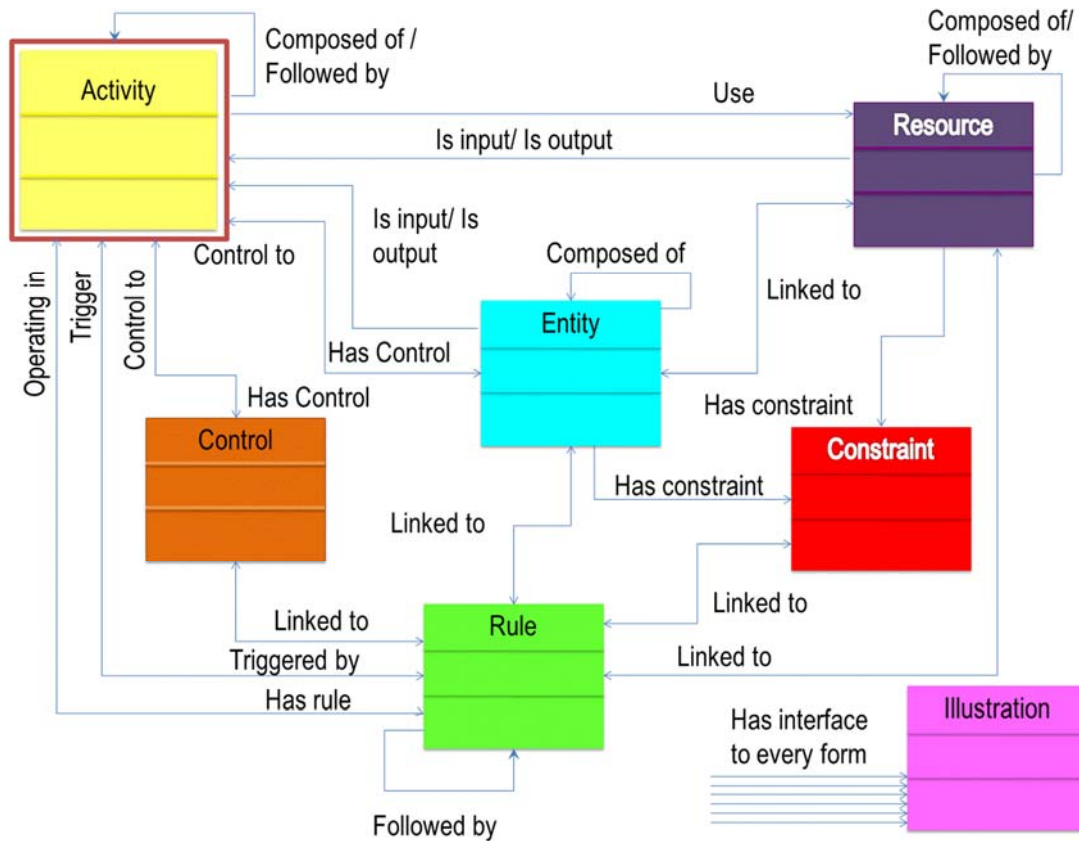 Composed of /
Followed by
Composed of/
Followed by
Activity
Use
Resource
Is input/ Is output
Is input/ Is
output
Control to
Composed of
Linked to
Operating in
Trigger
Control to
Entity
Has Control
Has Control
Has constraint
Control
Constraint
Has constraint
Linked to
Linked to
Linked to
Rule
Triggered by
Linked to
Has rule
Illustration
Has interface
to every form
Followed by